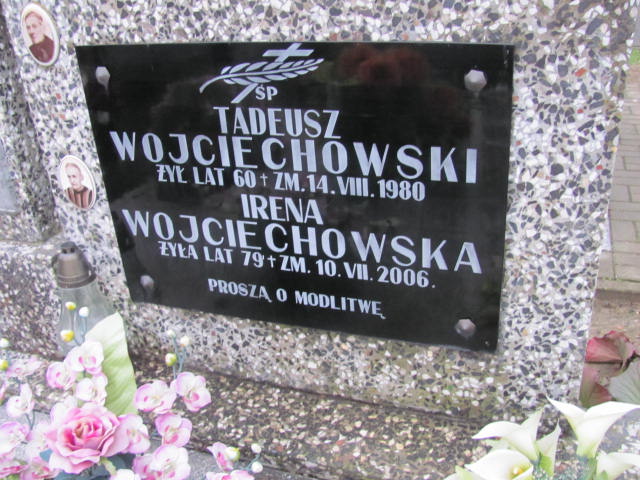 ŚP
TADEUSZ
WOJCIECHOWSKI
ŻYŁ LAT 60 † ZM. 14. VIII. 1980
IRENA
WOJCIECHOWSKA
ŻYŁA LAT 79 † ZM. 10. VII. 2006.
PROSZĄ O MODLITWĘ